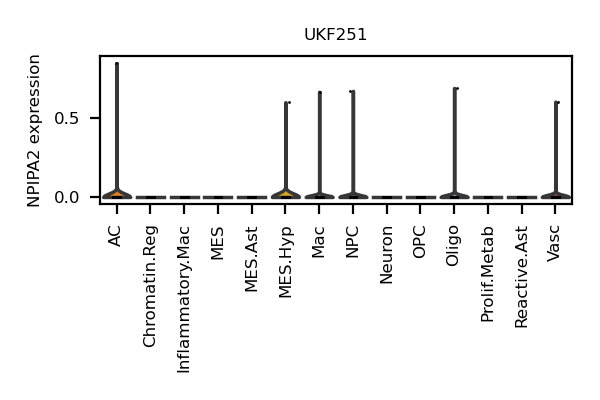 UKF251
NPIPA2 expression
0.5
0.0
AC
Chromatin.Reg
Inflammatory.Mac
MES
MES.Ast
MES.Hyp
Mac
NPC
Neuron
OPC
Oligo
Prolif.Metab
Reactive.Ast
Vasc